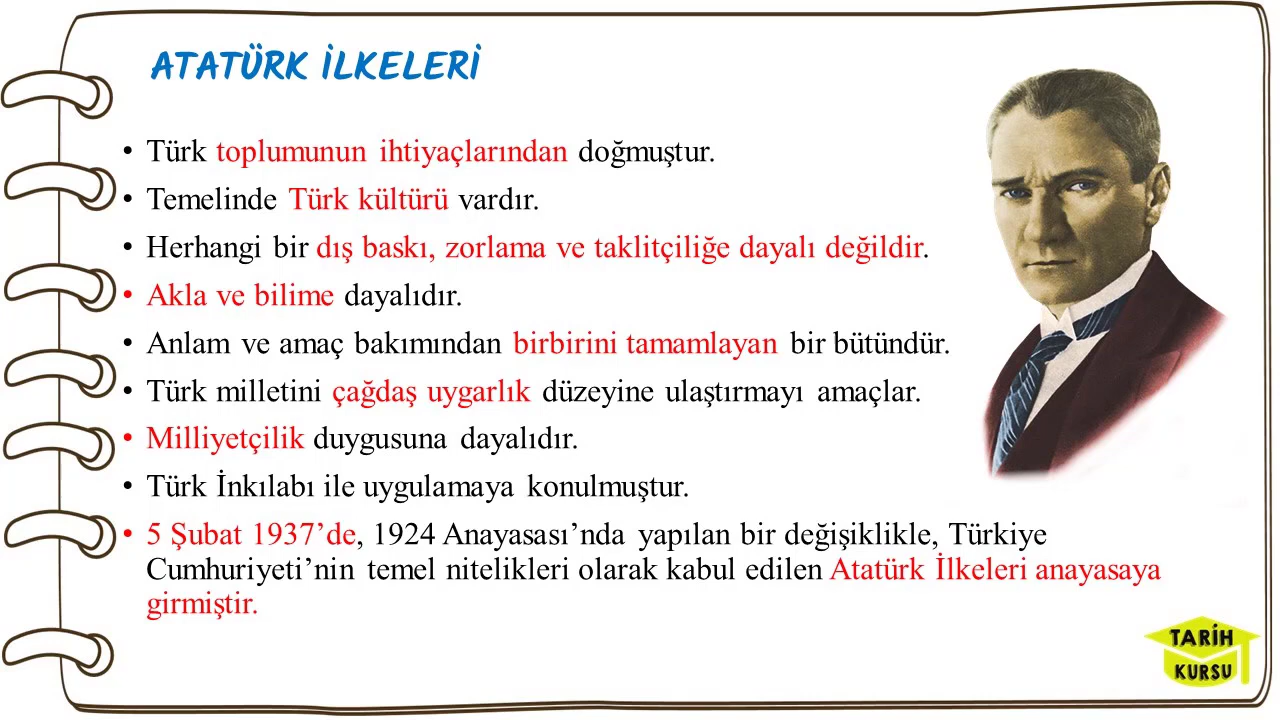 ATATÜRK İLKELERİ
• Türk toplumunun ihtiyaçlarından doğmuştur.
• Temelinde Türk kültürü vardır.
• Herhangi bir dış baskı, zorlama ve taklitçiliğe dayalı değildir.
• Akla ve bilime dayalıdır.
• Anlam ve amaç bakımından birbirini tamamlayan bir bütündür.
• Türk milletini çağdaş uygarlık düzeyine ulaştırmayı amaçlar.
• Milliyetçilik duygusuna dayalıdır.
• Türk İnkılabı ile uygulamaya konulmuştur.
• 5 Şubat 1937’de, 1924 Anayasası’nda yapılan bir değişiklikle, Türkiye
Cumhuriyeti’nin temel nitelikleri olarak kabul edilen Atatürk İlkeleri anayasaya
girmiştir.
TARİH
KURSU